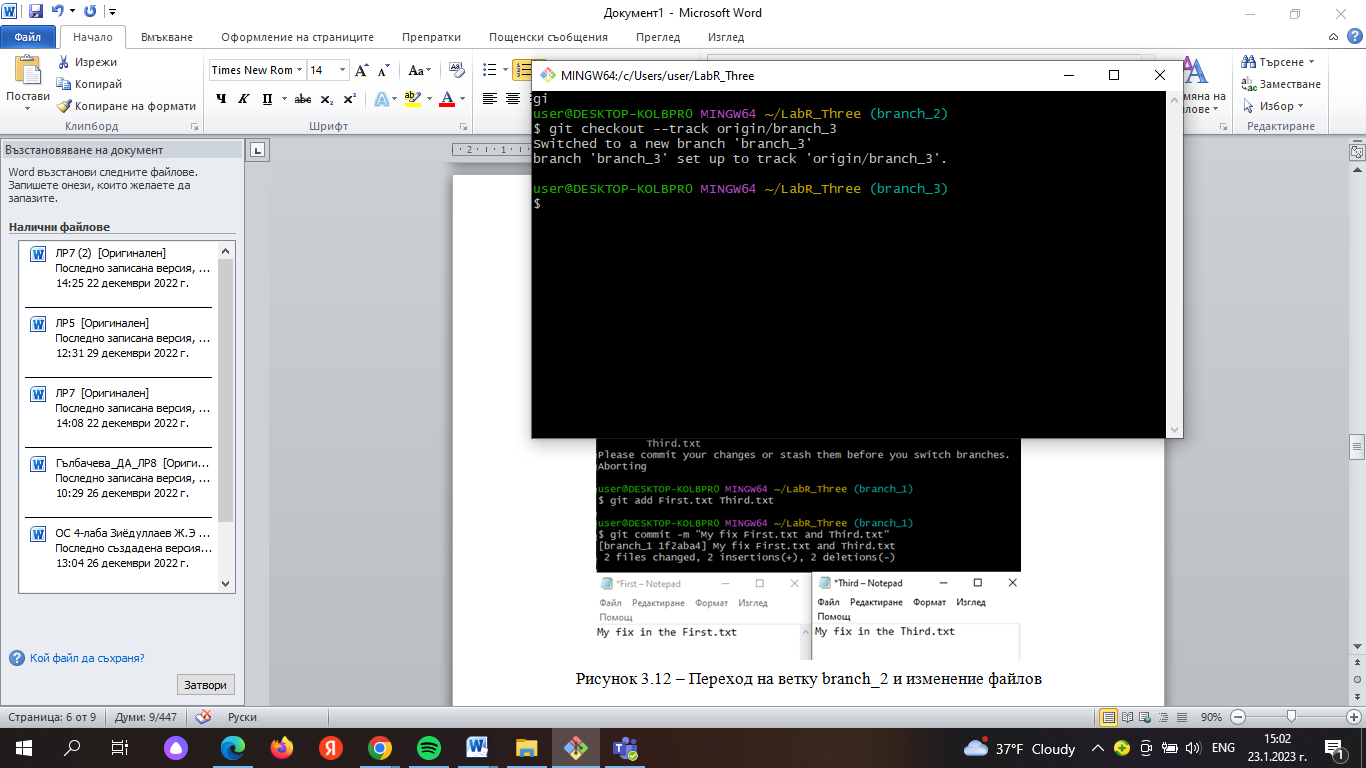 Документ1 - Microsoft Word
Файл
Начало
Вмъкване
Оформление на страниците
Препратки
Пощенски съобщения
Преглед
Изглед
Постави
Изрежи
Копирай
Копиране на формати
Клипборд
Times New Rom
14
Шрифт
Търсене
Заместване
Избор
Редактиране
мяна на
лове
Възстановяване на документ
Word възстанови следните файлове.
Запишете онези, които желаете да
запазите.
Налични файлове
ЛР7 (2) [Оригинален]
Последно записана версия, ...
14:25 22 декември 2022 г.
ЛР5 [Оригинален]
Последно записана версия, ...
12:31 29 декември 2022 г.
ЛР7 [Оригинален]
Последно записана версия, ...
14:08 22 декември 2022 г.
Гълбачева_ДА_ЛР8 [Ориги...
Последно записана версия, ...
10:29 26 декември 2022 г.
ОС 4-лаба Зиёдуллаев Ж.Э ...
Последно създадена версия...
13:04 26 декември 2022 г.
Кой файл да съхраня?
Затвори
MINGW64:/c/Users/user/LabR_Three
gi
user@DESKTOP-KOLBPRO MINGW64 ~/LabR_Three (branch_2)
$ git checkout --track origin/branch_3
Switched to a new branch 'branch_3'
branch 'branch_3' set up to track 'origin/branch_3'.
user@DESKTOP-KOLBPRO MINGW64 ~/LabR_Three (branch_3)
$
Third.txt
Please commit your changes or stash them before you switch branches.
Aborting
user@DESKTOP-KOLBPRO MINGW64 ~/LabR_Three (branch_1)
$ git add First.txt Third.txt
user@DESKTOP-KOLBPRO MINGW64 ~/LabR_Three (branch_1)
$ git commit -m "My fix First.txt and Third.txt"
[branch_1 1f2aba4] My fix First.txt and Third.txt
2 files changed, 2 insertions(+), 2 deletions(-)
*First – Notepad
Файл Редактиране Формат Изглед
Помощ
My fix in the First.txt
*Third – Notepad
Файл Редактиране Формат Изглед
Помощ
My fix in the Third.txt
Рисунок 3.12 – Переход на ветку branch_2 и изменение файлов
Страница: 6 от 9
Думи: 9/447
Руски
90%
37°F Cloudy
ENG
15:02
23.1.2023 г.
1